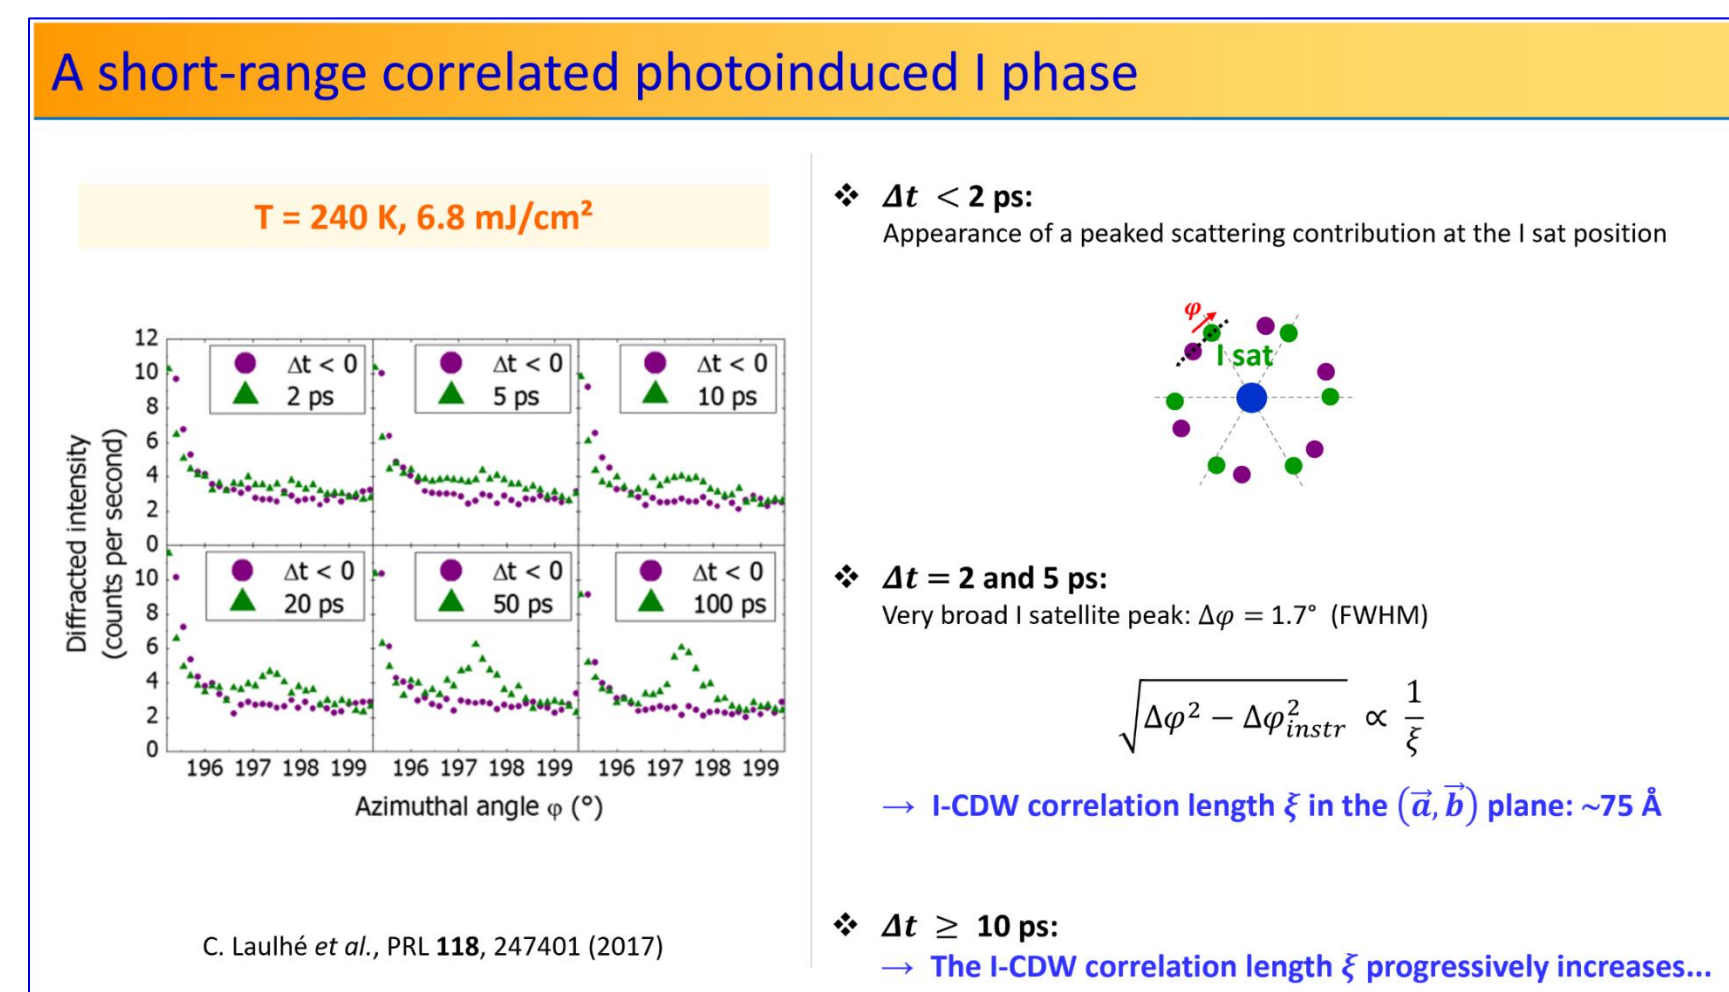 A short-range correlated photoinduced I phase
T = 240 K, 6.8 mJ/cm²
12
10
8
6
4
2
0
10
8
6
4
2
0
Δt < 0
2 ps
Δt < 0
5 ps
Δt < 0
10 ps
Δt < 0
20 ps
Δt < 0
50 ps
Δt < 0
100 ps
Diffracted intensity
(counts per second)
196 197 198 199
196 197 198 199
196 197 198 199
Azimuthal angle φ (°)
C. Laulhé et al., PRL 118, 247401 (2017)
❖ Δt < 2 ps:
Appearance of a peaked scattering contribution at the I sat position
φ
I sat
❖ Δt = 2 and 5 ps:
Very broad I satellite peak: Δφ = 1.7° (FWHM)
√(Δφ² − Δφ²instr) ∝ 1/ξ
→ I-CDW correlation length ξ in the (a⃗, b⃗) plane: ~75 Å
❖ Δt ≥ 10 ps:
→ The I-CDW correlation length ξ progressively increases...